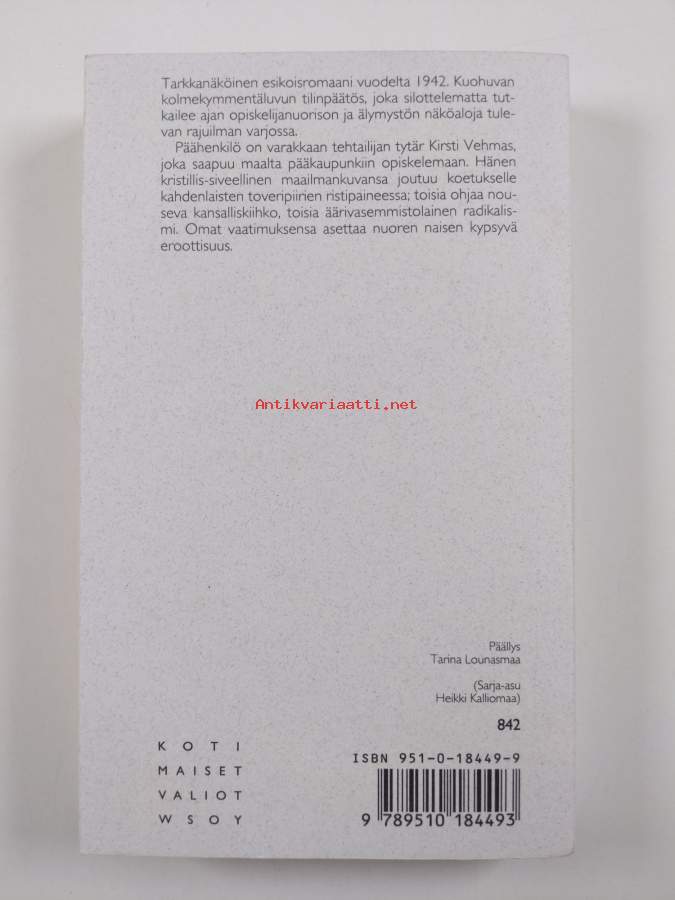 Tarkkanäköinen esikoisromaani vuodelta 1942. Kuohuvan
kolmekymmentäluvun tilinpäätös, joka silottelematta tut-
kailee ajan opiskelijanuorison ja älymystön näköaloja tule-
van rajuilman varjossa.
Päähenkilö on varakkaan tehtailijan tytär Kirsti Vehmas,
joka saapuu maalta pääkaupunkiin opiskelemaan. Hänen
kristillis-siveellinen maailmankuvansa joutuu koetukselle
kahdenlaisten toveripiirien ristipaineessa; toisia ohjaa nou-
seva kansalliskiihko, toisia äärivasemmistolainen radikalis-
mi. Omat vaatimuksensa asettaa nuoren naisen kypsyvä
eroottisuus.
Antikvariaatti.net
Päällys
Tarina Lounasmaa
(Sarja-asu
Heikki Kalliomaa)
842
KOTI
MAISET
VALIOT
WSOY
ISBN 951-0-18449-9
9 789510 184493